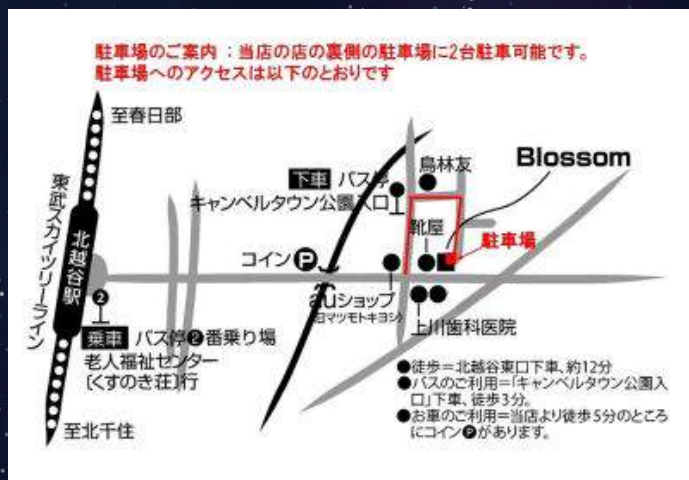 駐車場のご案内 ：当店の店の裏側の駐車場に2台駐車可能です。
駐車場へのアクセスは以下のとおりです
至春日部
東武スカイツリーライン
北越谷駅
❷
乗車 バス停❷番乗り場
老人福祉センター
〔くすのき荘〕行
至北千住
下車 バス停
キャンベルタウン公園入口
鳥林友
Blossom
靴屋
駐車場
コインP
auショップ
(旧マツモトキヨシ)
上川歯科医院
●徒歩＝北越谷東口下車、約12分
●バスのご利用＝「キャンベルタウン公園入
口」下車、徒歩3分。
●お車のご利用＝当店より徒歩5分のところ
にコインPがあります。